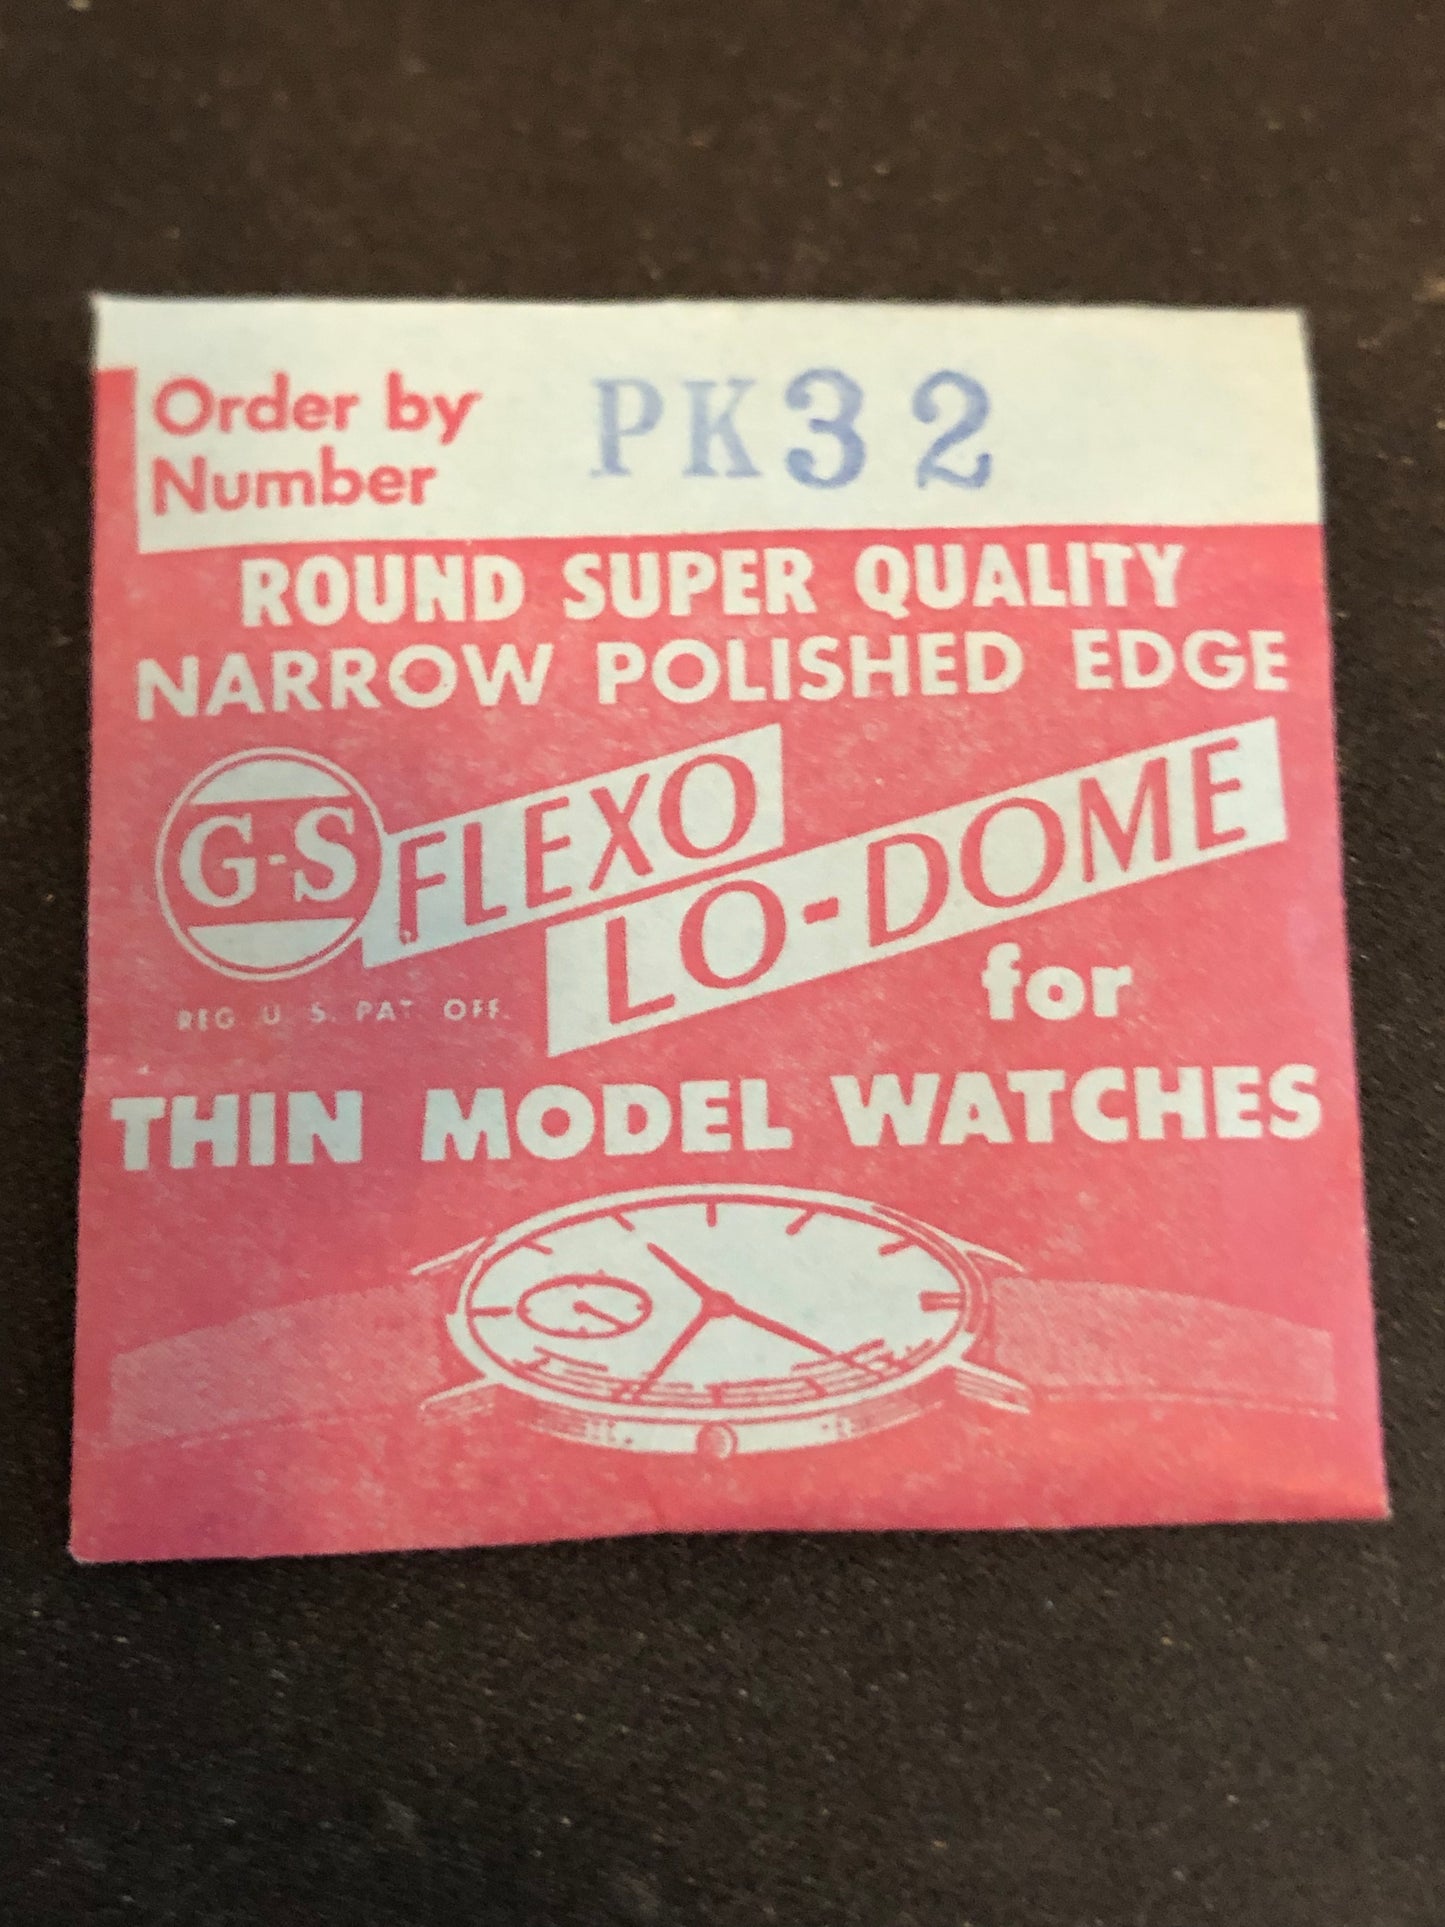 Order by
Number
PK32
ROUND SUPER QUALITY
NARROW POLISHED EDGE
G-S
FLEXO
LO-DOME
REG. U. S. PAT. OFF.
for
THIN MODEL WATCHES